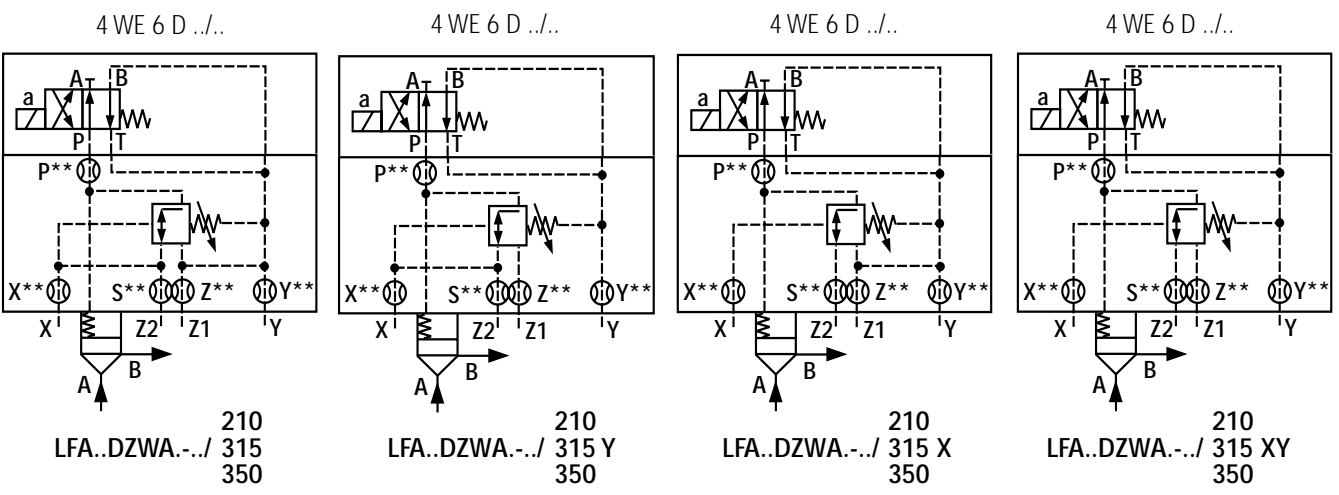 4 WE 6 D ../..
A B
a
P T
P**
X** S** Z** Y**
X Z2 Z1 Y
B
A
210
LFA..DZWA.-../ 315
350
4 WE 6 D ../..
A B
a
P T
P**
X** S** Z** Y**
X Z2 Z1 Y
B
A
210
LFA..DZWA.-../ 315 Y
350
4 WE 6 D ../..
A B
a
P T
P**
X** S** Z** Y**
X Z2 Z1 Y
B
A
210
LFA..DZWA.-../ 315 X
350
4 WE 6 D ../..
A B
a
P T
P**
X** S** Z** Y**
X Z2 Z1 Y
B
A
210
LFA..DZWA.-../ 315 XY
350